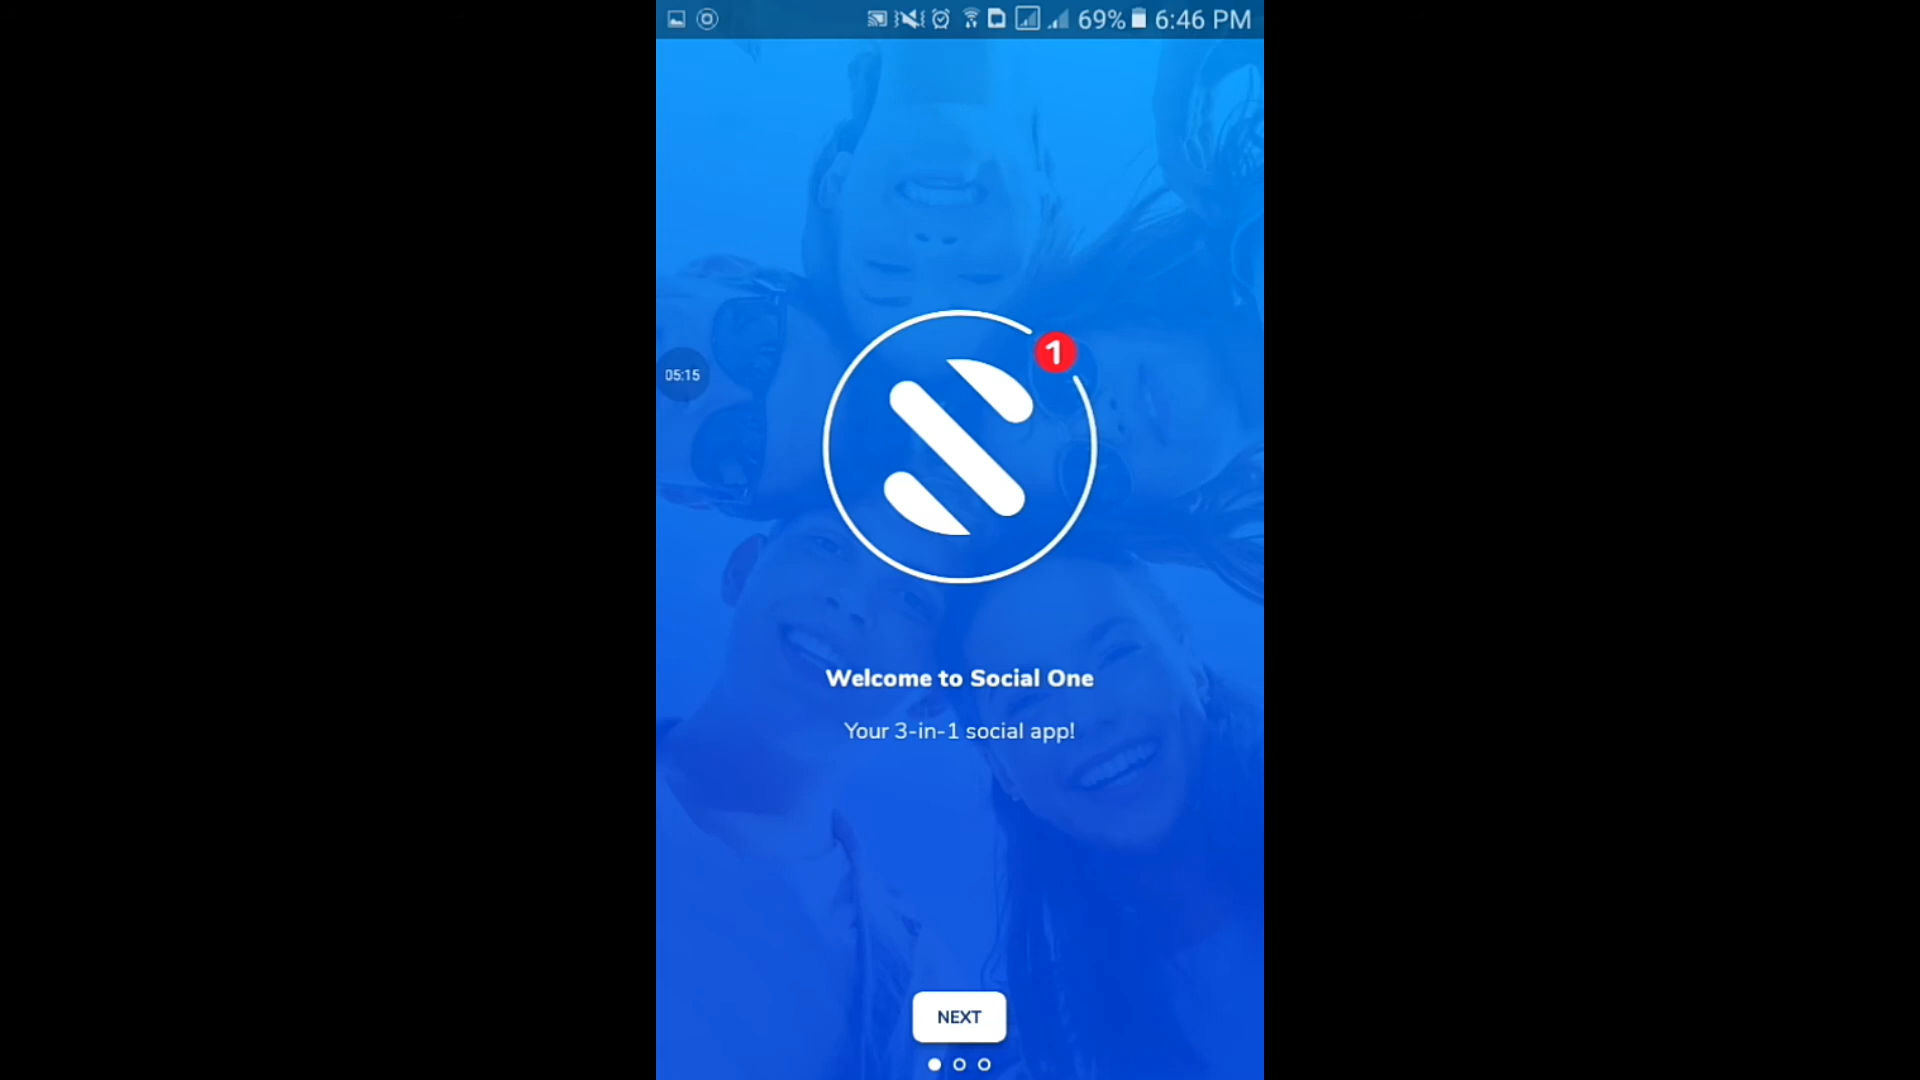 69% 6:46 PM
1
05:15
Welcome to Social One
Your 3-in-1 social app!
NEXT